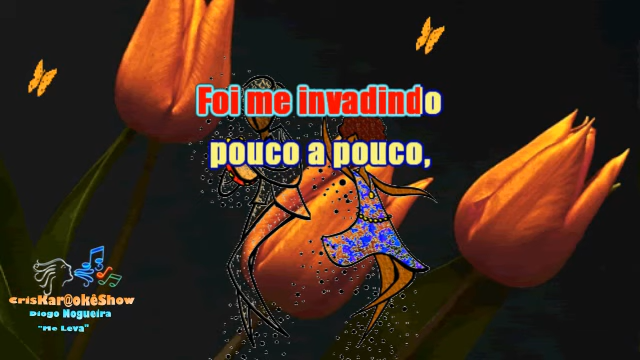 Foi me invadindo
pouco a pouco,
CrisKar@okêShow
Diogo Nogueira
"Me Leva"